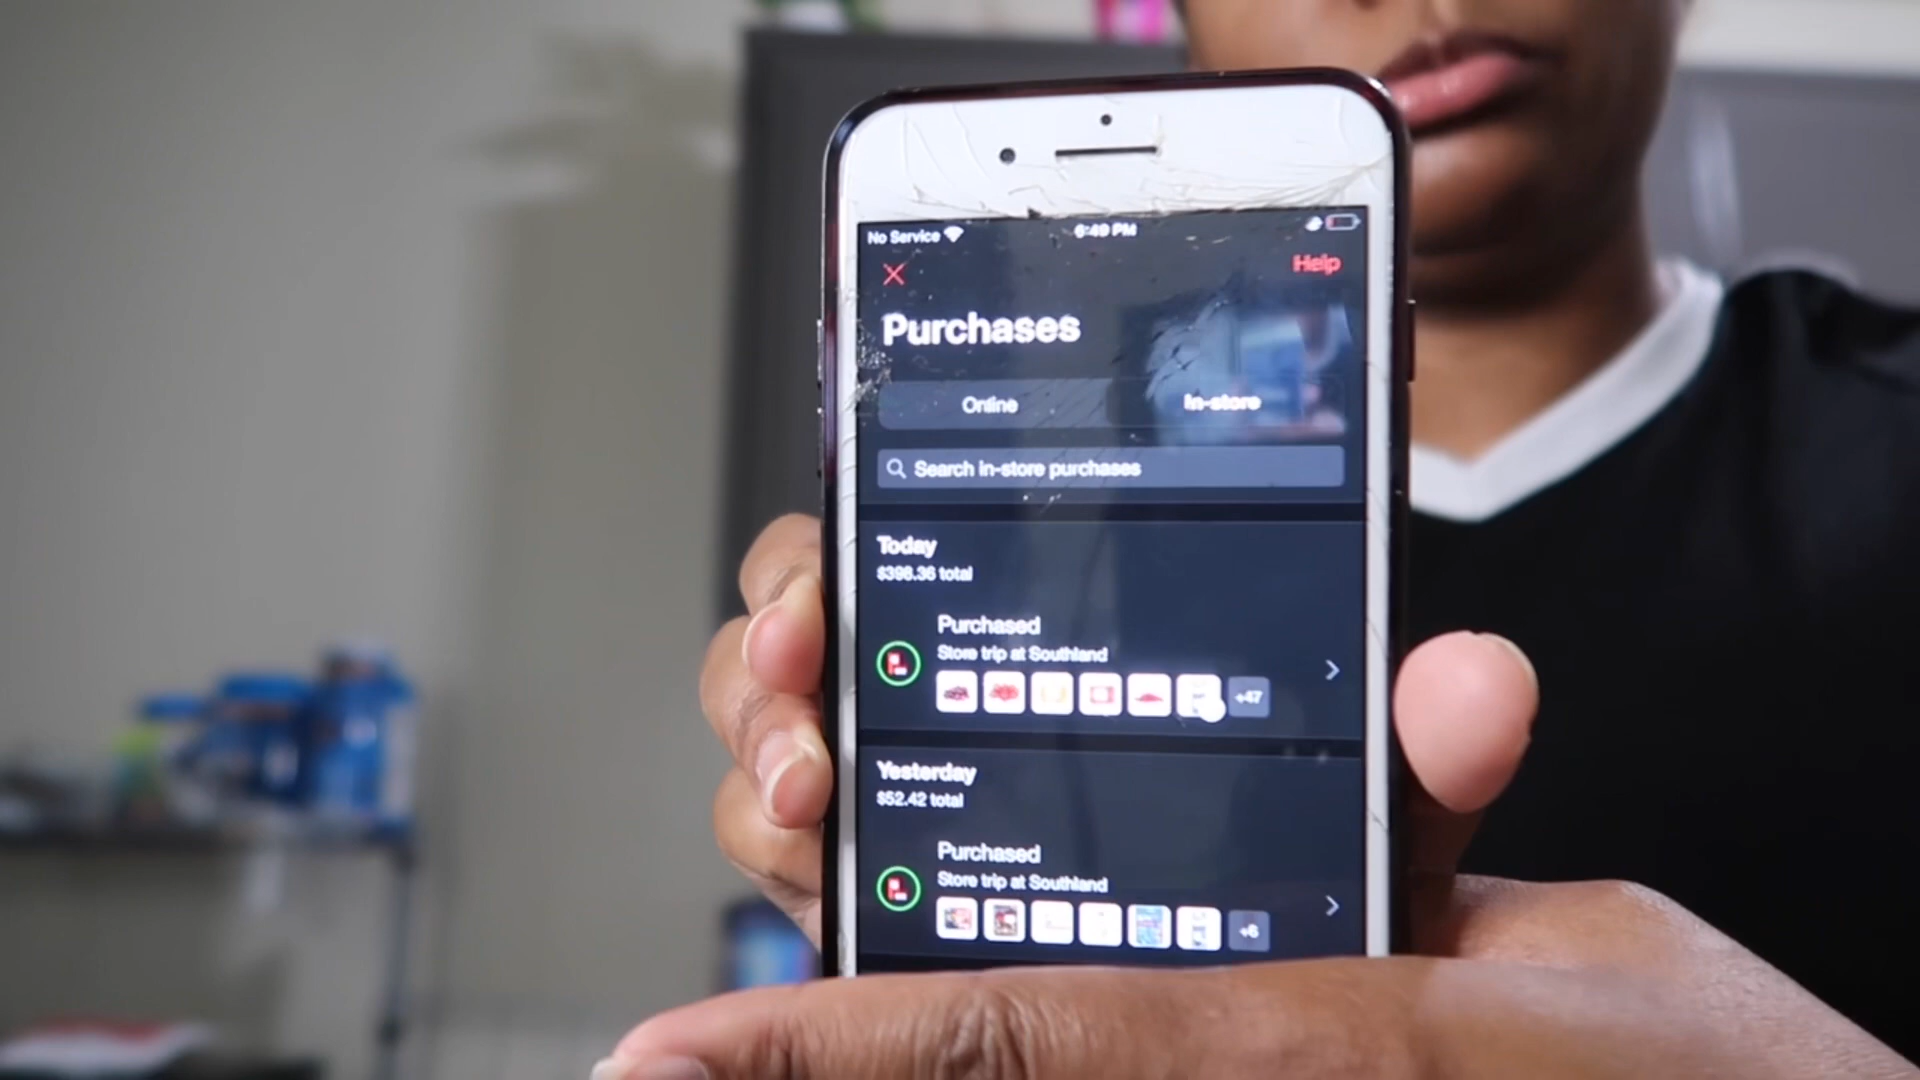 No Service 6:49 PM
Help
Purchases
Online In-store
Search in-store purchases
Today
$398.36 total
Purchased
Store trip at Southland
+47
Yesterday
$52.42 total
Purchased
Store trip at Southland
+6